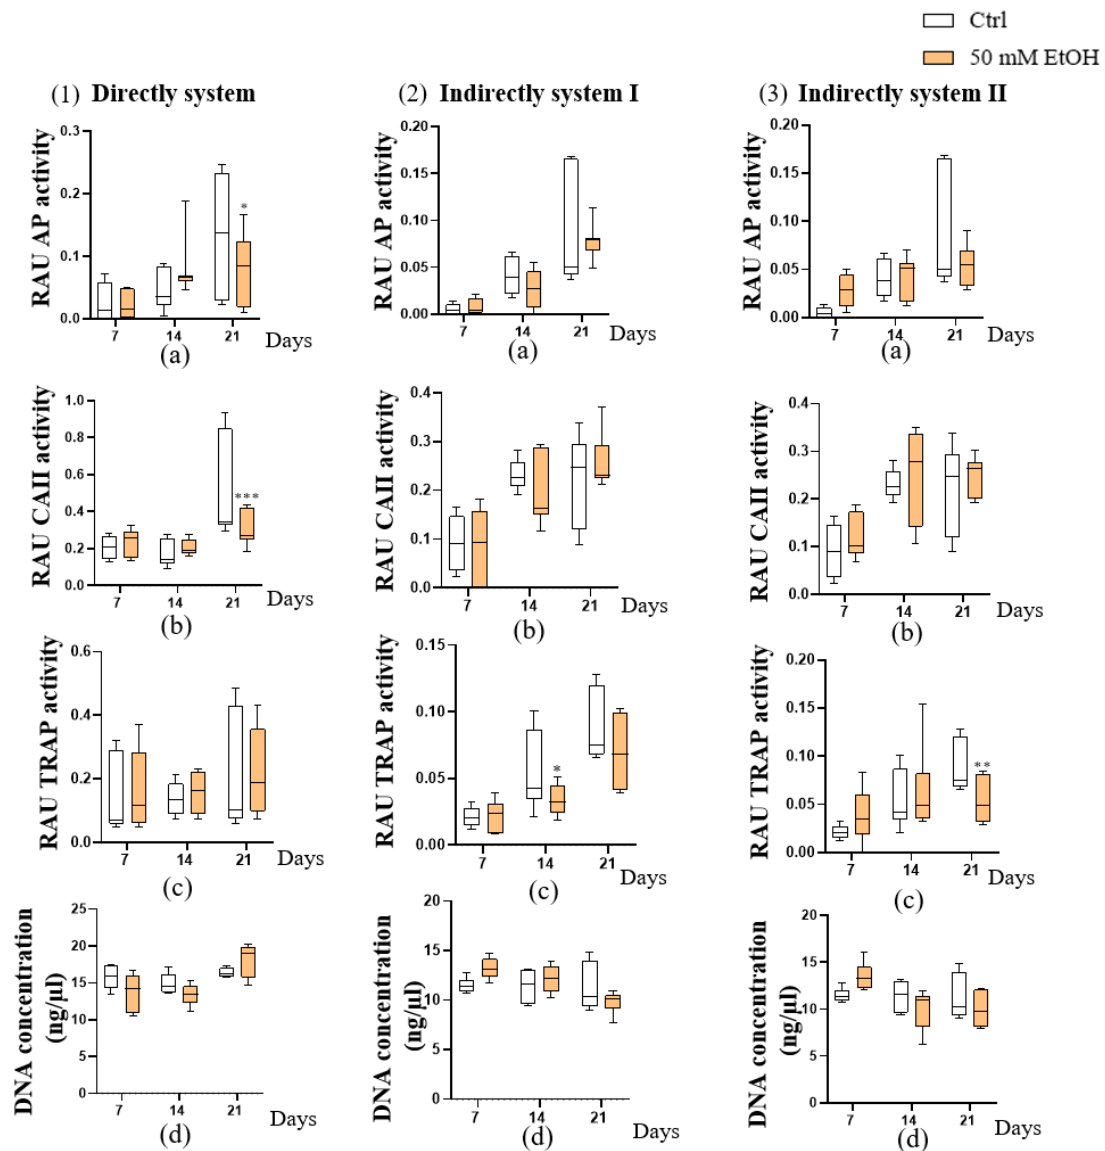 Ctrl
50 mM EtOH
(1) Directly system
(2) Indirectly system I
(3) Indirectly system II
RAU AP activity
0.3
0.2
0.1
0.0
*
7 14 21 Days
(a)
RAU AP activity
0.20
0.15
0.10
0.05
0.00
7 14 21
(a)
RAU AP activity
0.20
0.15
0.10
0.05
0.00
7 14 21 Days
(a)
RAU CAII activity
1.0
0.8
0.6
0.4
0.2
0.0
***
7 14 21 Days
(b)
RAU CAII activity
0.4
0.3
0.2
0.1
0.0
7 14 21 Days
(b)
RAU CAII activity
0.4
0.3
0.2
0.1
0.0
7 14 21 Days
(b)
RAU TRAP activity
0.6
0.4
0.2
0.0
7 14 21 Days
(c)
RAU TRAP activity
0.15
0.10
0.05
0.00
*
7 14 21 Days
(c)
RAU TRAP activity
0.20
0.15
0.10
0.05
0.00
**
7 14 21 Days
(c)
DNA concentration
(ng/µl)
25
20
15
10
5
0
7 14 21 Days
(d)
DNA concentration
(ng/µl)
20
15
10
5
0
7 14 21 Days
(d)
DNA concentration
(ng/µl)
20
15
10
5
0
7 14 21 Days
(d)